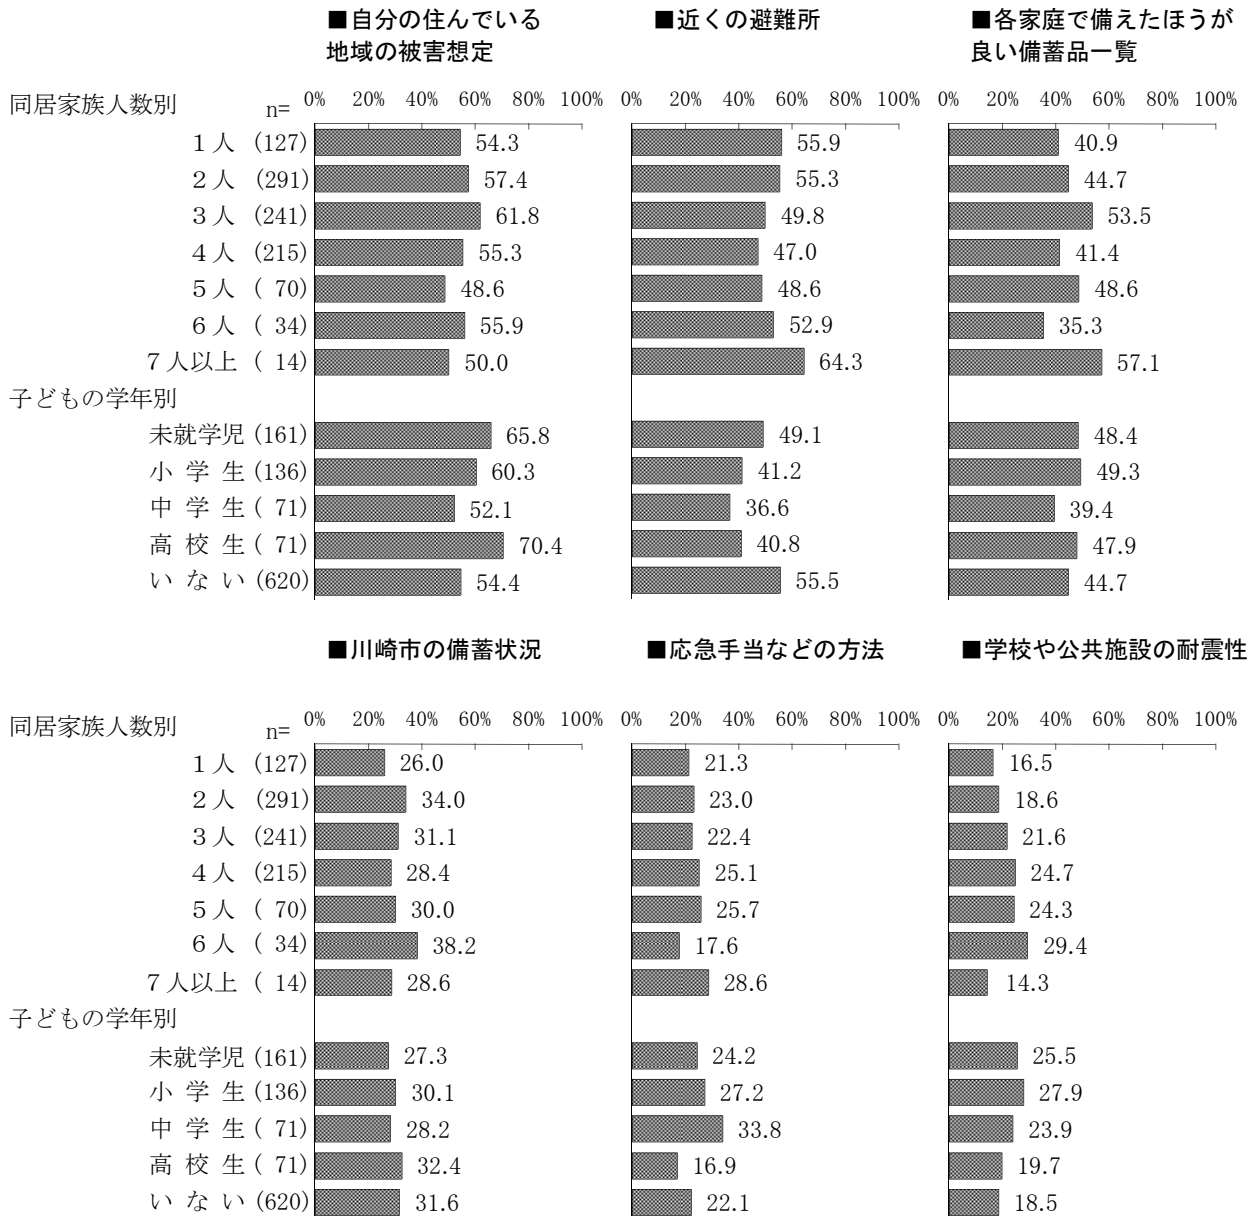 ■自分の住んでいる
地域の被害想定
■近くの避難所
■各家庭で備えたほうが
良い備蓄品一覧
同居家族人数別 n= 0% 20% 40% 60% 80% 100% 0% 20% 40% 60% 80% 100% 0% 20% 40% 60% 80% 100%
1人 (127) 54.3 55.9 40.9
2人 (291) 57.4 55.3 44.7
3人 (241) 61.8 49.8 53.5
4人 (215) 55.3 47.0 41.4
5人 ( 70) 48.6 48.6 48.6
6人 ( 34) 55.9 52.9 35.3
7人以上 ( 14) 50.0 64.3 57.1
子どもの学年別
未就学児 (161) 65.8 49.1 48.4
小 学 生 (136) 60.3 41.2 49.3
中 学 生 ( 71) 52.1 36.6 39.4
高 校 生 ( 71) 70.4 40.8 47.9
い な い (620) 54.4 55.5 44.7
■川崎市の備蓄状況 ■応急手当などの方法 ■学校や公共施設の耐震性
同居家族人数別 n= 0% 20% 40% 60% 80% 100% 0% 20% 40% 60% 80% 100% 0% 20% 40% 60% 80% 100%
1人 (127) 26.0 21.3 16.5
2人 (291) 34.0 23.0 18.6
3人 (241) 31.1 22.4 21.6
4人 (215) 28.4 25.1 24.7
5人 ( 70) 30.0 25.7 24.3
6人 ( 34) 38.2 17.6 29.4
7人以上 ( 14) 28.6 28.6 14.3
子どもの学年別
未就学児 (161) 27.3 24.2 25.5
小 学 生 (136) 30.1 27.2 27.9
中 学 生 ( 71) 28.2 33.8 23.9
高 校 生 ( 71) 32.4 16.9 19.7
い な い (620) 31.6 22.1 18.5